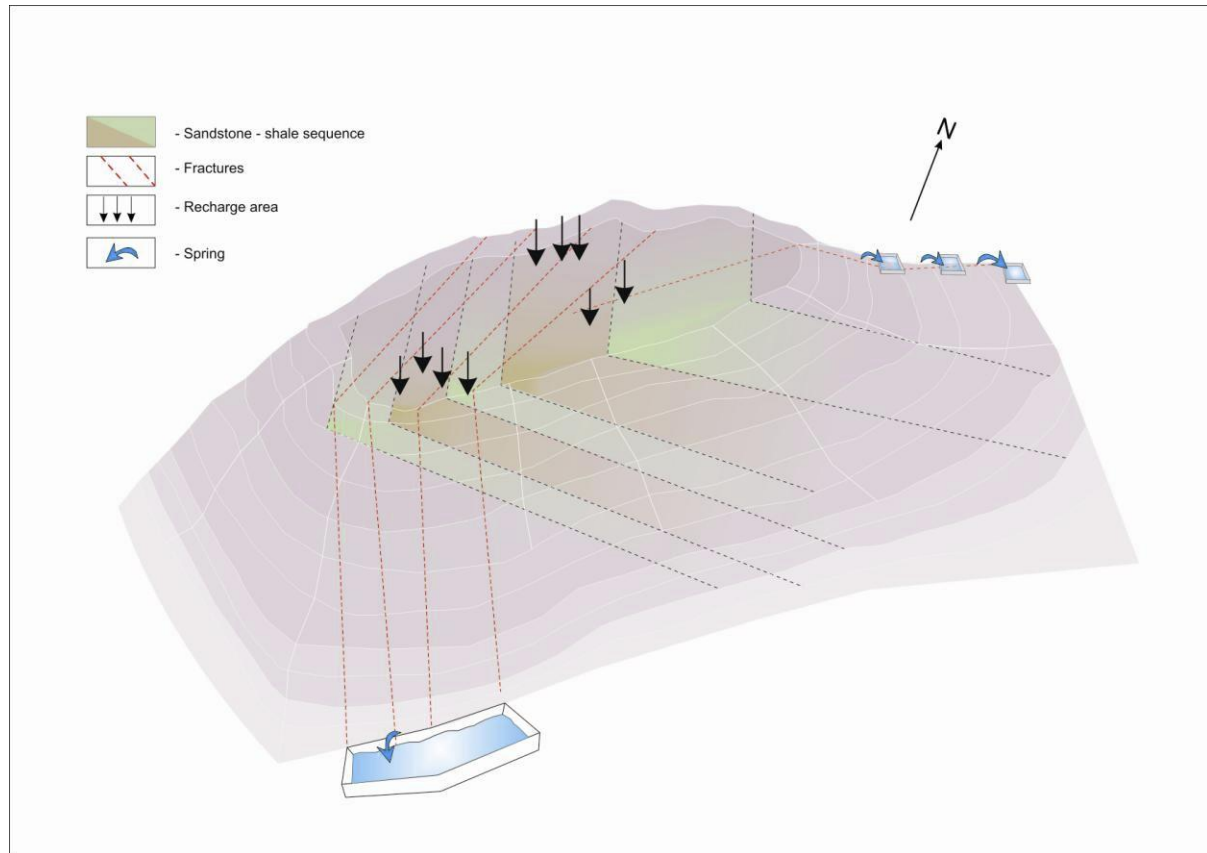 - Sandstone - shale sequence
- Fractures
- Recharge area
- Spring
N